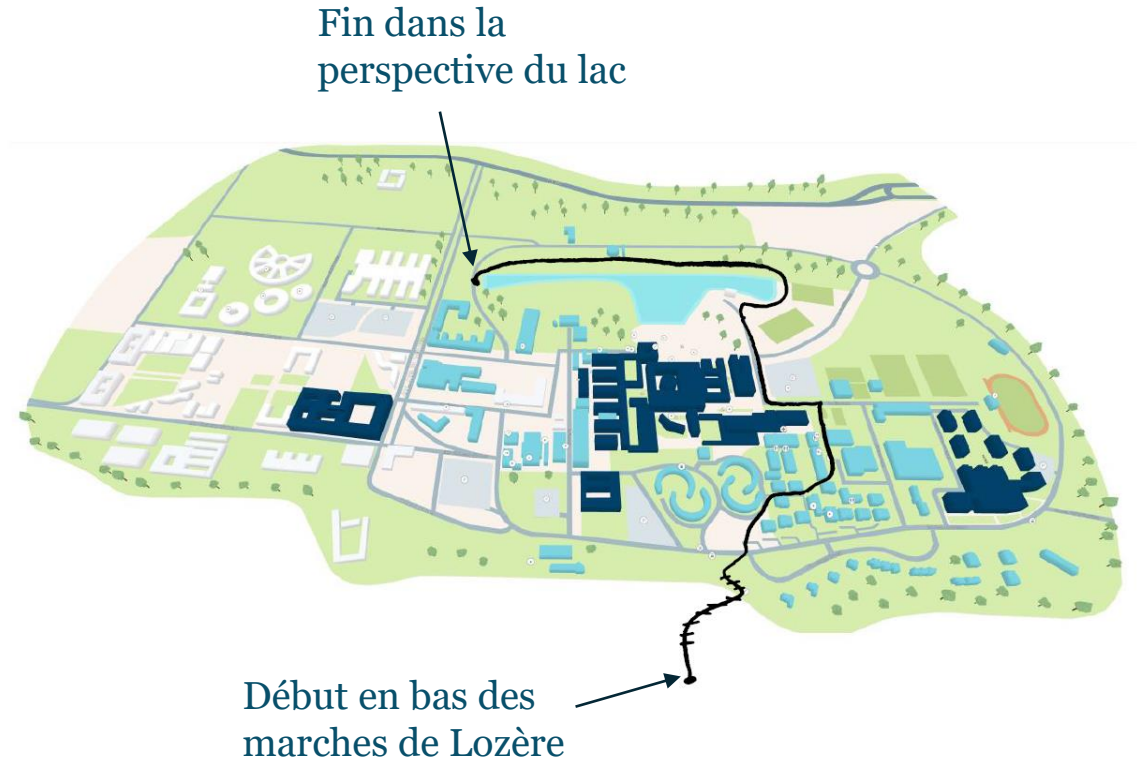 Fin dans la
perspective du lac
Début en bas des
marches de Lozère